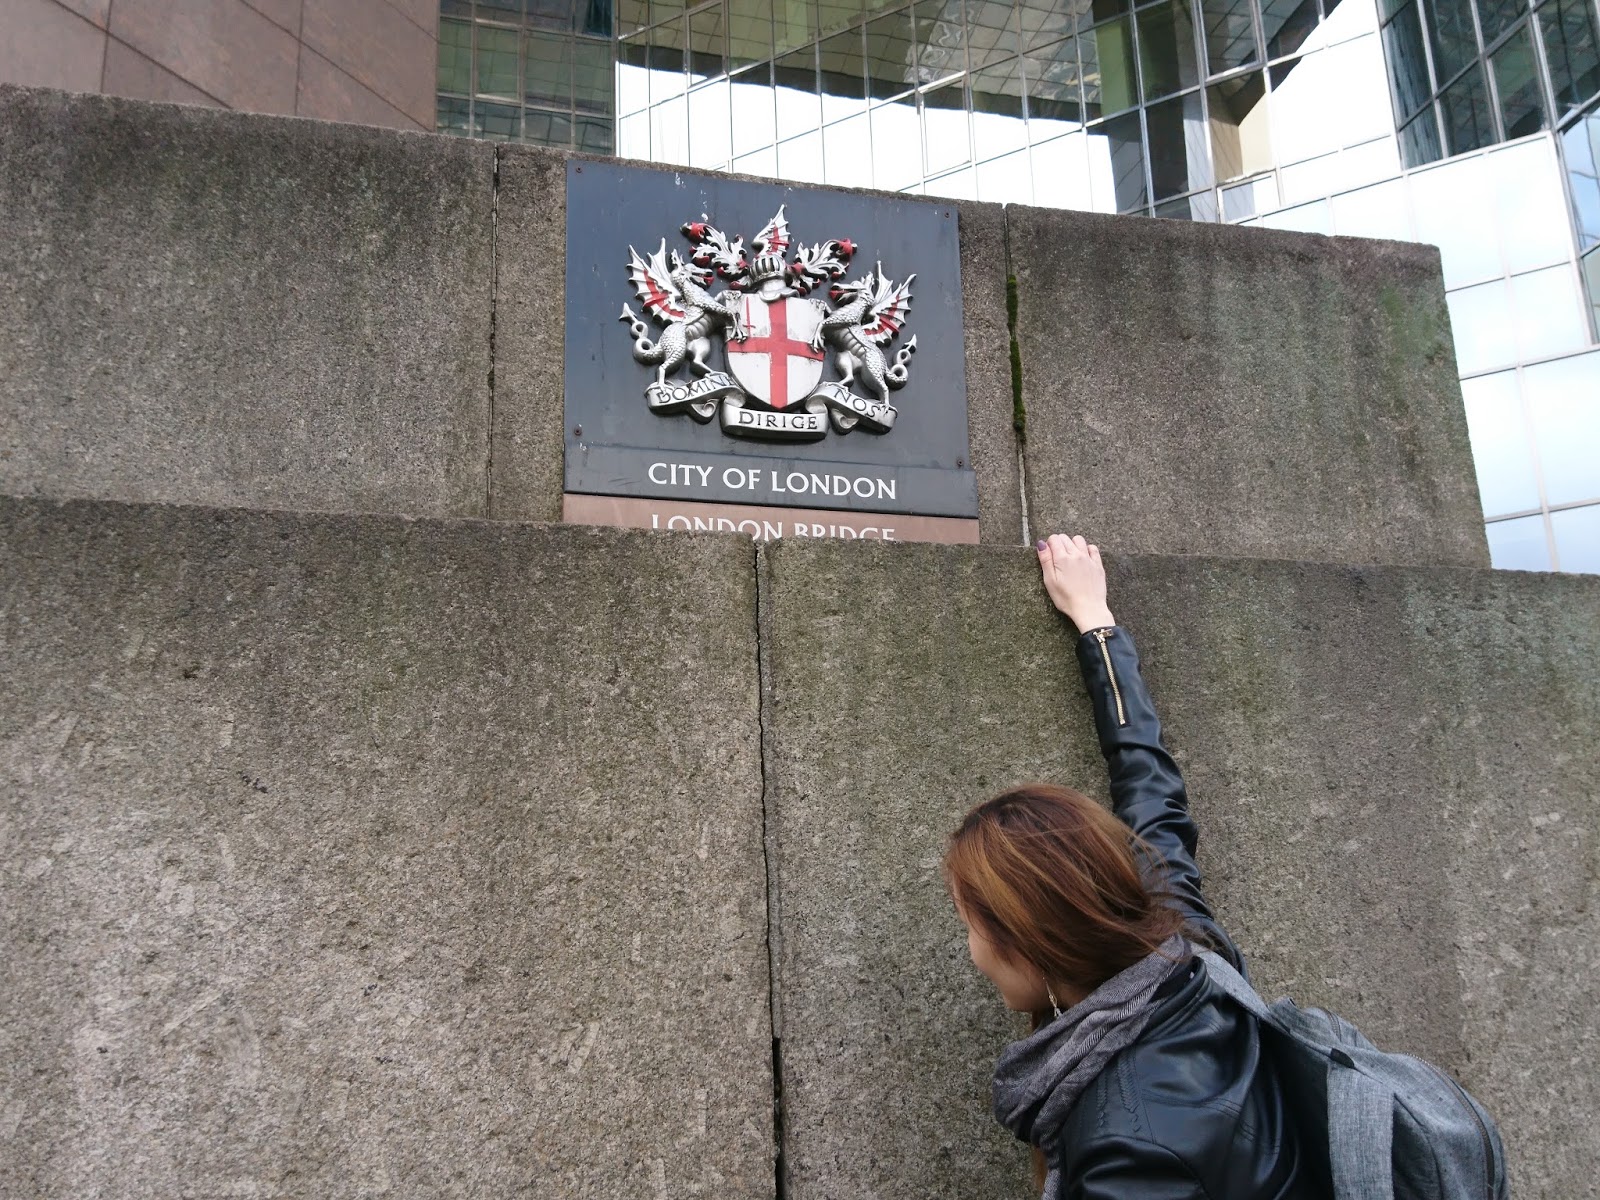 DOMINE DIRIGE NOS
CITY OF LONDON
LONDON BRIDGE